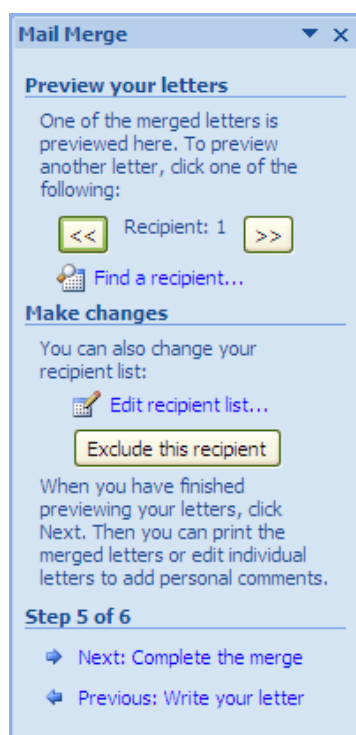 Mail Merge
Preview your letters
One of the merged letters is
previewed here. To preview
another letter, click one of the
following:
<< Recipient: 1 >>
Find a recipient...
Make changes
You can also change your
recipient list:
Edit recipient list...
Exclude this recipient
When you have finished
previewing your letters, click
Next. Then you can print the
merged letters or edit individual
letters to add personal comments.
Step 5 of 6
Next: Complete the merge
Previous: Write your letter